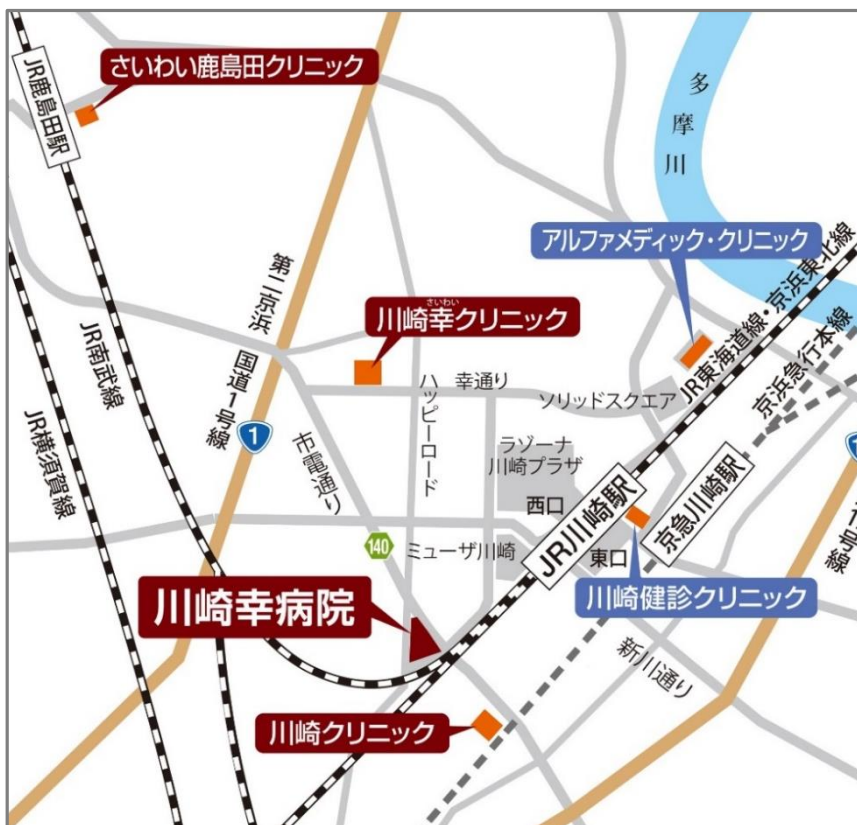 さいわい鹿島田クリニック
JR鹿島田駅
多摩川
アルファメディック・クリニック
JR東海道線・京浜東北線
京浜急行本線
第二京浜
国道1号線
1
さいわい
川崎幸クリニック
JR南武線
JR横須賀線
ハッピーロード
幸通り
ソリッドスクエア
市電通り
ラゾーナ
川崎プラザ
西口
JR川崎駅
京急川崎駅
140
ミューザ川崎
東口
川崎健診クリニック
川崎幸病院
新川通り
川崎クリニック